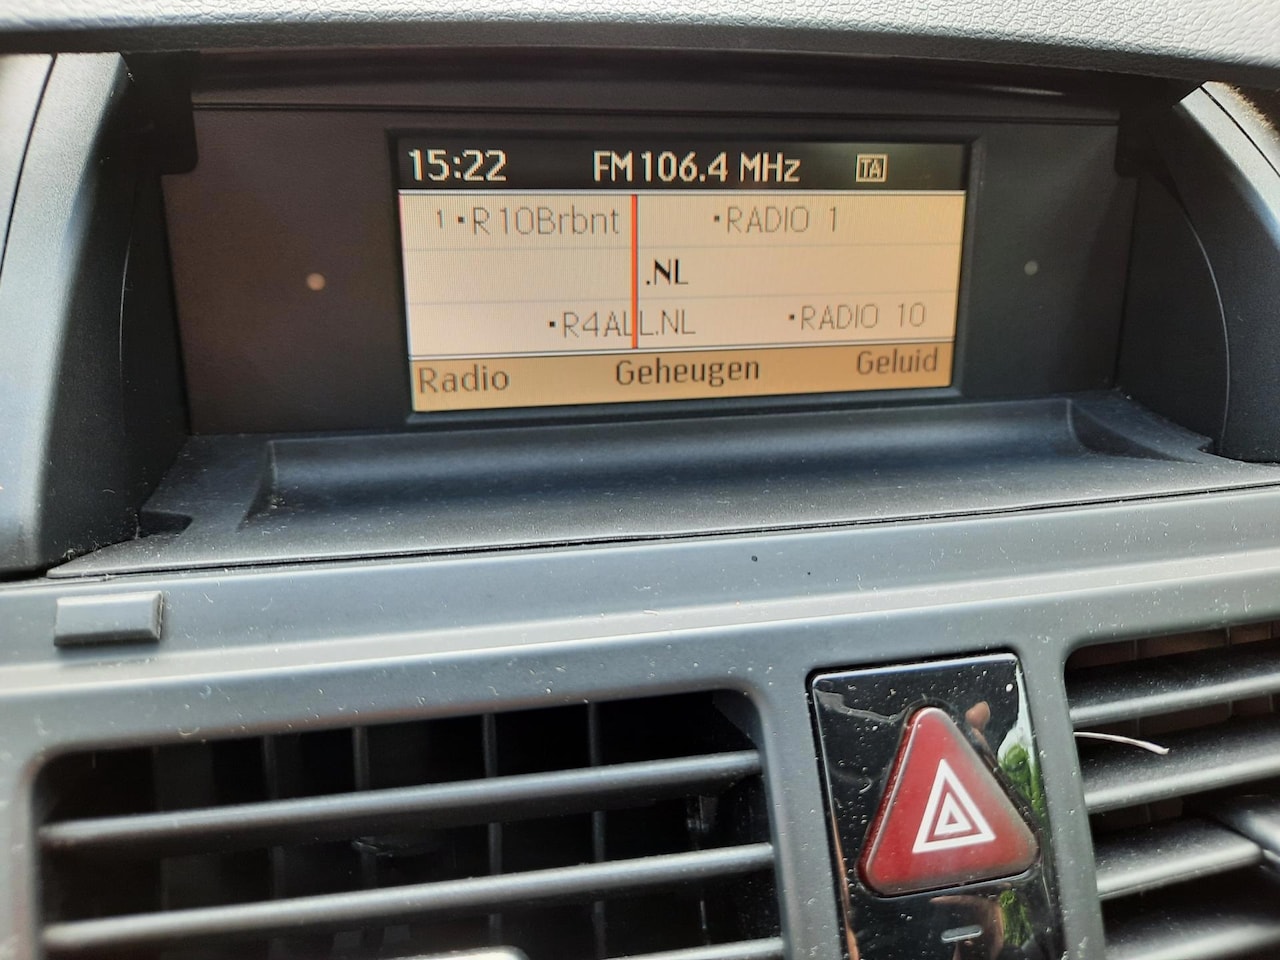 15:22 FM 106.4 MHz TA
1 ·R10Brbnt ·RADIO 1
.NL
·R4ALL.NL ·RADIO 10
Radio Geheugen Geluid